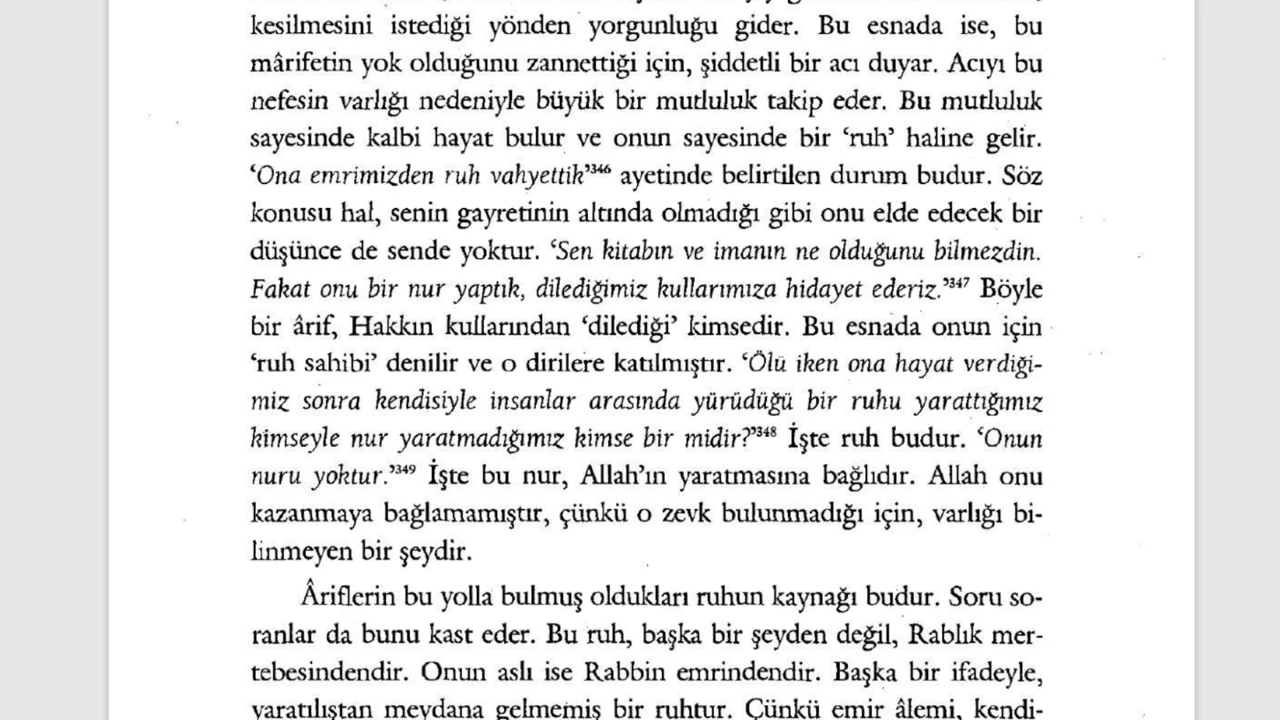 kesilmesini istediği yönden yorgunluğu gider. Bu esnada ise, bu
mârifetin yok olduğunu zannettiği için, şiddetli bir acı duyar. Acıyı bu
nefesin varlığı nedeniyle büyük bir mutluluk takip eder. Bu mutluluk
sayesinde kalbi hayat bulur ve onun sayesinde bir ‘ruh’ haline gelir.
‘Ona emrimizden ruh vahyettik’³⁴⁶ ayetinde belirtilen durum budur. Söz
konusu hal, senin gayretinin altında olmadığı gibi onu elde edecek bir
düşünce de sende yoktur. ‘Sen kitabın ve imanın ne olduğunu bilmezdin.
Fakat onu bir nur yaptık, dilediğimiz kullarımıza hidayet ederiz.’³⁴⁷ Böyle
bir ârif, Hakkın kullarından ‘dilediği’ kimsedir. Bu esnada onun için
‘ruh sahibi’ denilir ve o dirilere katılmıştır. ‘Ölü iken ona hayat verdiği-
miz sonra kendisiyle insanlar arasında yürüdüğü bir ruhu yarattığımız
kimseyle nur yaratmadığımız kimse bir midir?’³⁴⁸ İşte ruh budur. ‘Onun
nuru yoktur.’³⁴⁹ İşte bu nur, Allah’ın yaratmasına bağlıdır. Allah onu
kazanmaya bağlamamıştır, çünkü o zevk bulunmadığı için, varlığı bi-
linmeyen bir şeydir.
Âriflerin bu yolla bulmuş oldukları ruhun kaynağı budur. Soru so-
ranlar da bunu kast eder. Bu ruh, başka bir şeyden değil, Rablık mer-
tebesindendir. Onun aslı ise Rabbin emrindendir. Başka bir ifadeyle,
yaratılıştan meydana gelmemiş bir ruhtur. Çünkü emir âlemi, kendi-